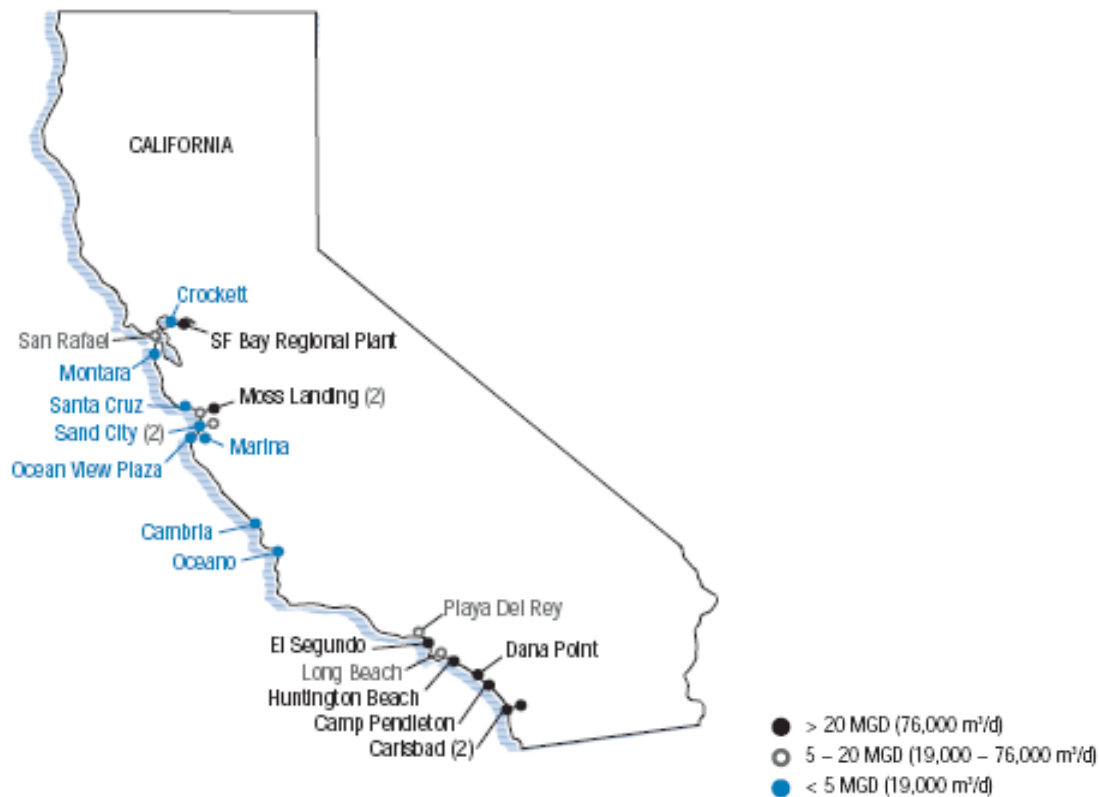 CALIFORNIA
Crockett
San Rafael
SF Bay Regional Plant
Montara
Moss Landing (2)
Santa Cruz
Sand City (2)
Marina
Ocean View Plaza
Cambria
Oceano
Playa Del Rey
El Segundo
Dana Point
Long Beach
Huntington Beach
Camp Pendleton
Carlsbad (2)
> 20 MGD (76,000 m³/d)
5 – 20 MGD (19,000 – 76,000 m³/d)
< 5 MGD (19,000 m³/d)